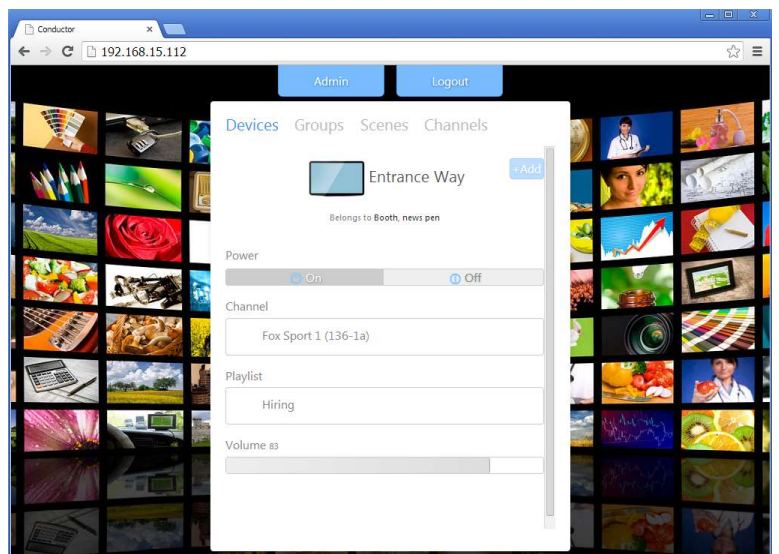 Conductor
192.168.15.112
Admin Logout
Devices Groups Scenes Channels
Entrance Way
+Add
Belongs to Booth, news pen
Power
On Off
Channel
Fox Sport 1 (136-1a)
Playlist
Hiring
Volume 83